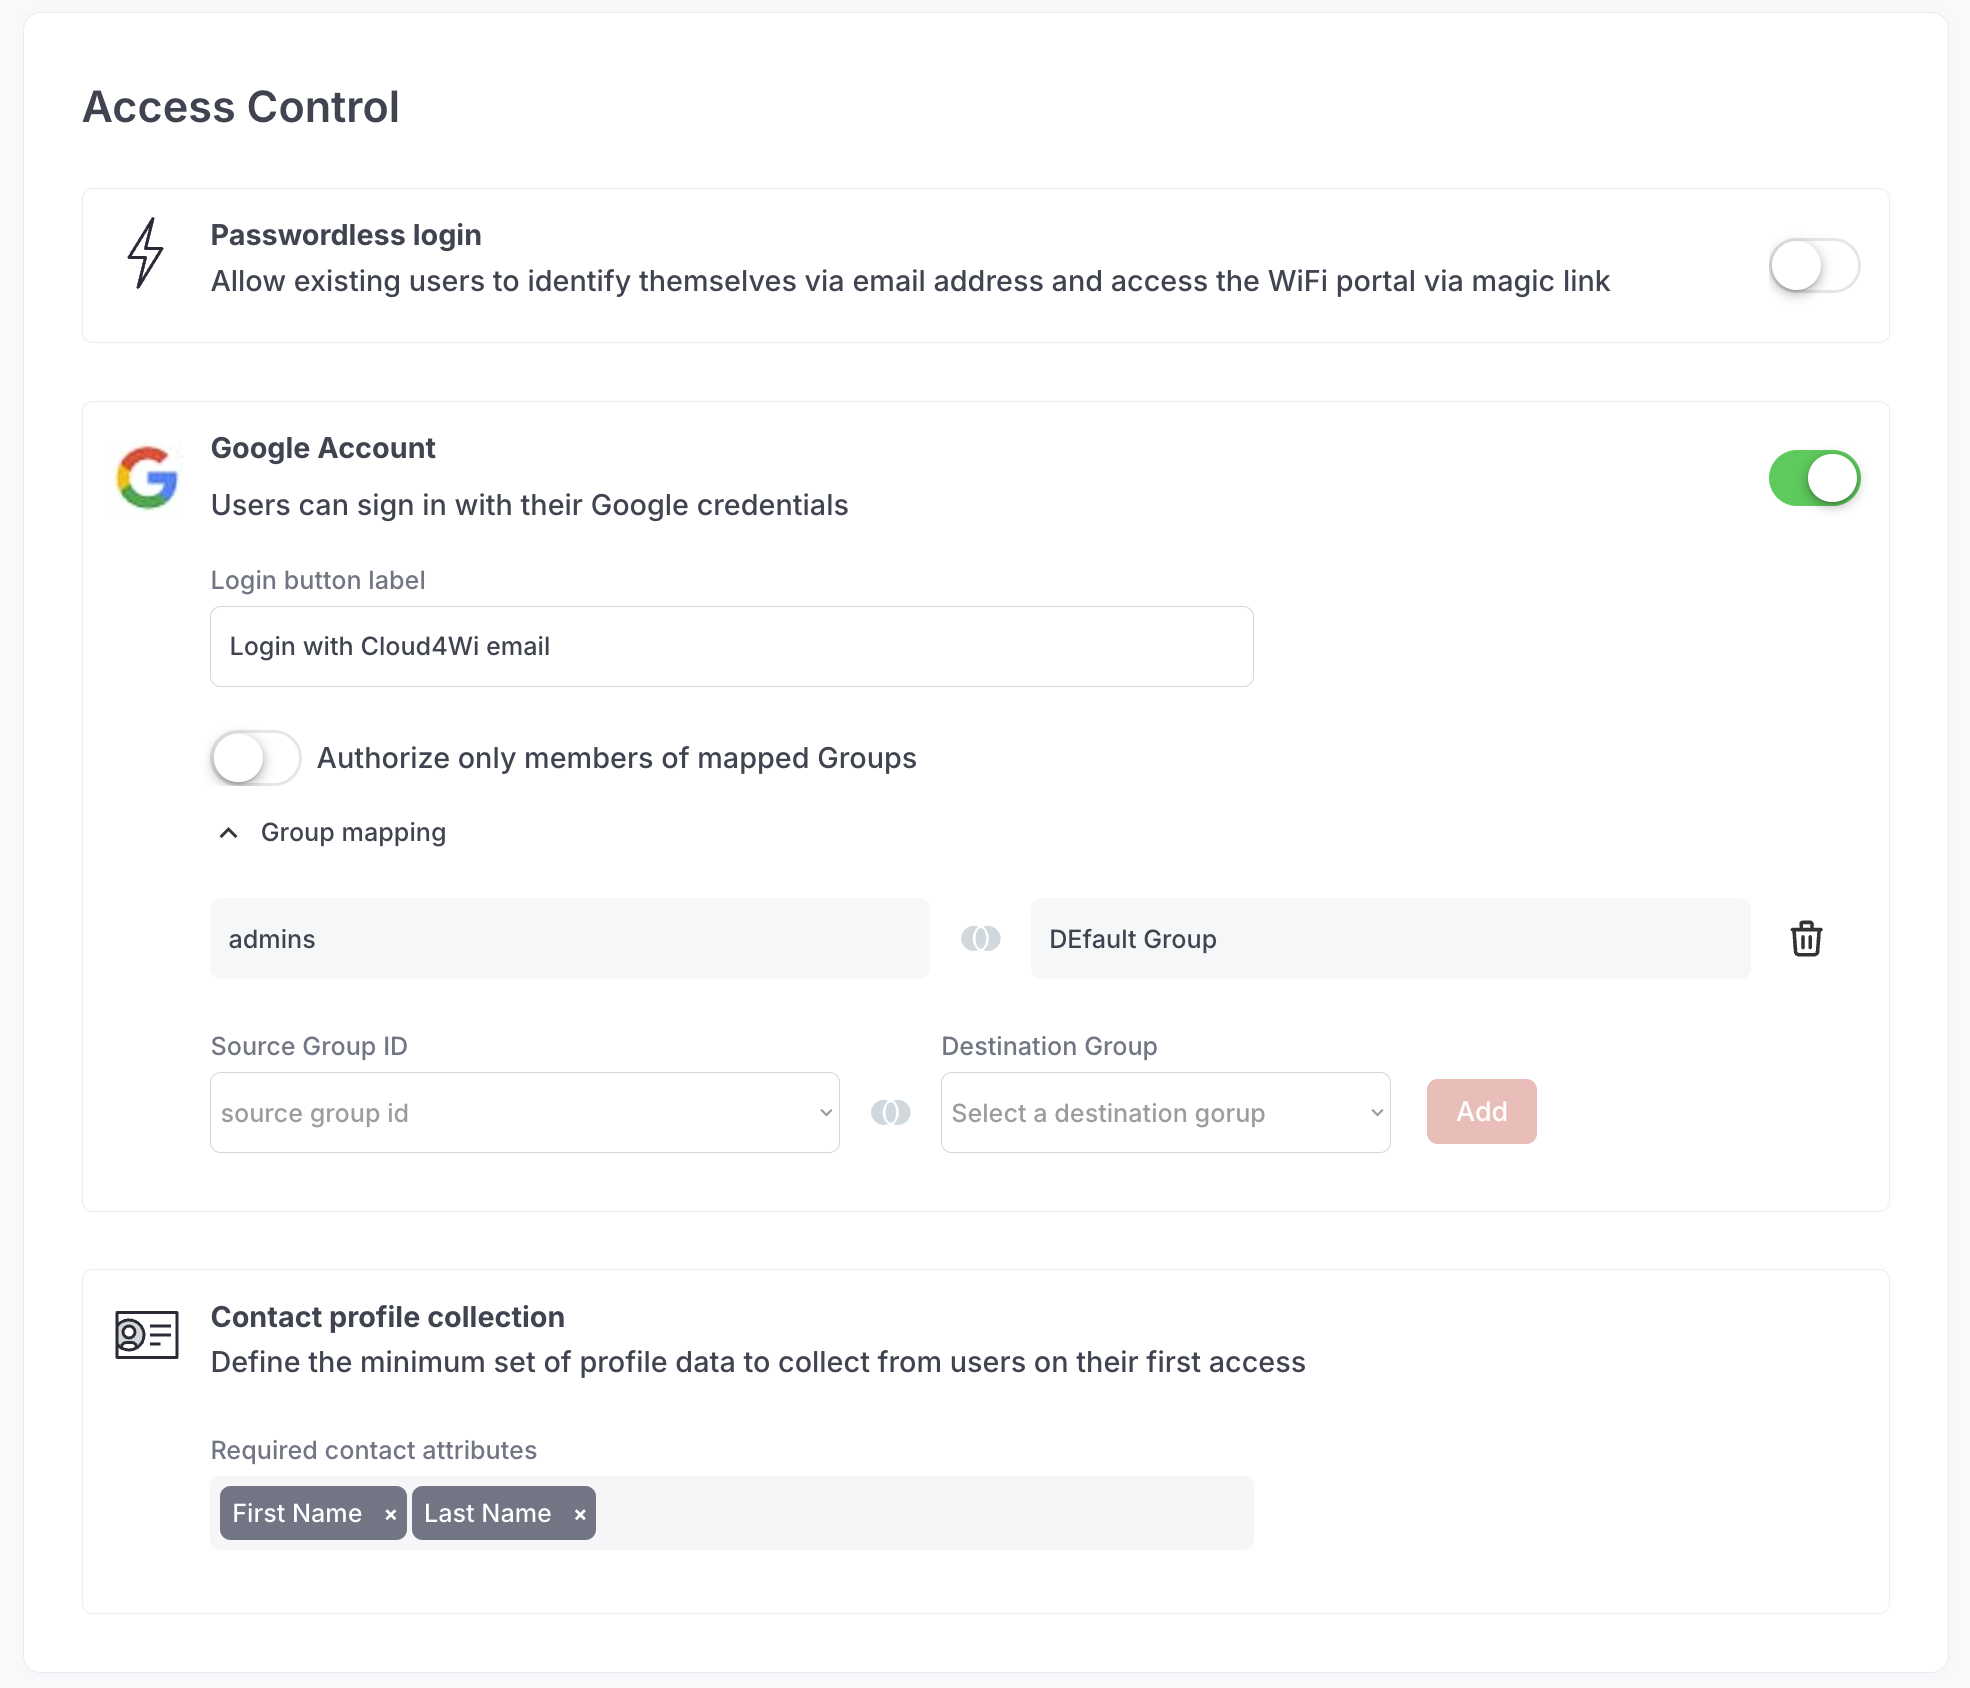 Access Control
Passwordless login
Allow existing users to identify themselves via email address and access the WiFi portal via magic link
Google Account
Users can sign in with their Google credentials
Login button label
Login with Cloud4Wi email
Authorize only members of mapped Groups
Group mapping
admins
DEfault Group
Source Group ID
Destination Group
source group id
Select a destination gorup
Add
Contact profile collection
Define the minimum set of profile data to collect from users on their first access
Required contact attributes
First Name ×
Last Name ×